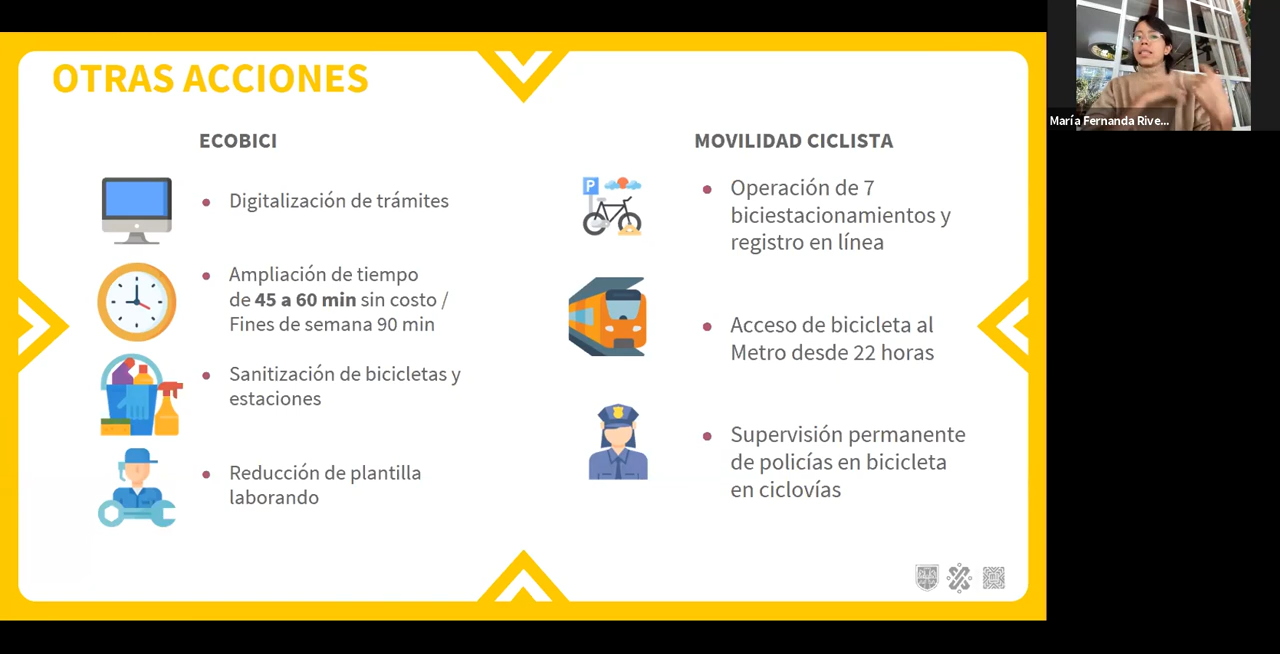 OTRAS ACCIONES
ECOBICI
Digitalización de trámites
Ampliación de tiempo
de 45 a 60 min sin costo /
Fines de semana 90 min
Sanitización de bicicletas y
estaciones
Reducción de plantilla
laborando
MOVILIDAD CICLISTA
P
Operación de 7
biciestacionamientos y
registro en línea
Acceso de bicicleta al
Metro desde 22 horas
Supervisión permanente
de policías en bicicleta
en ciclovías
María Fernanda Rive...